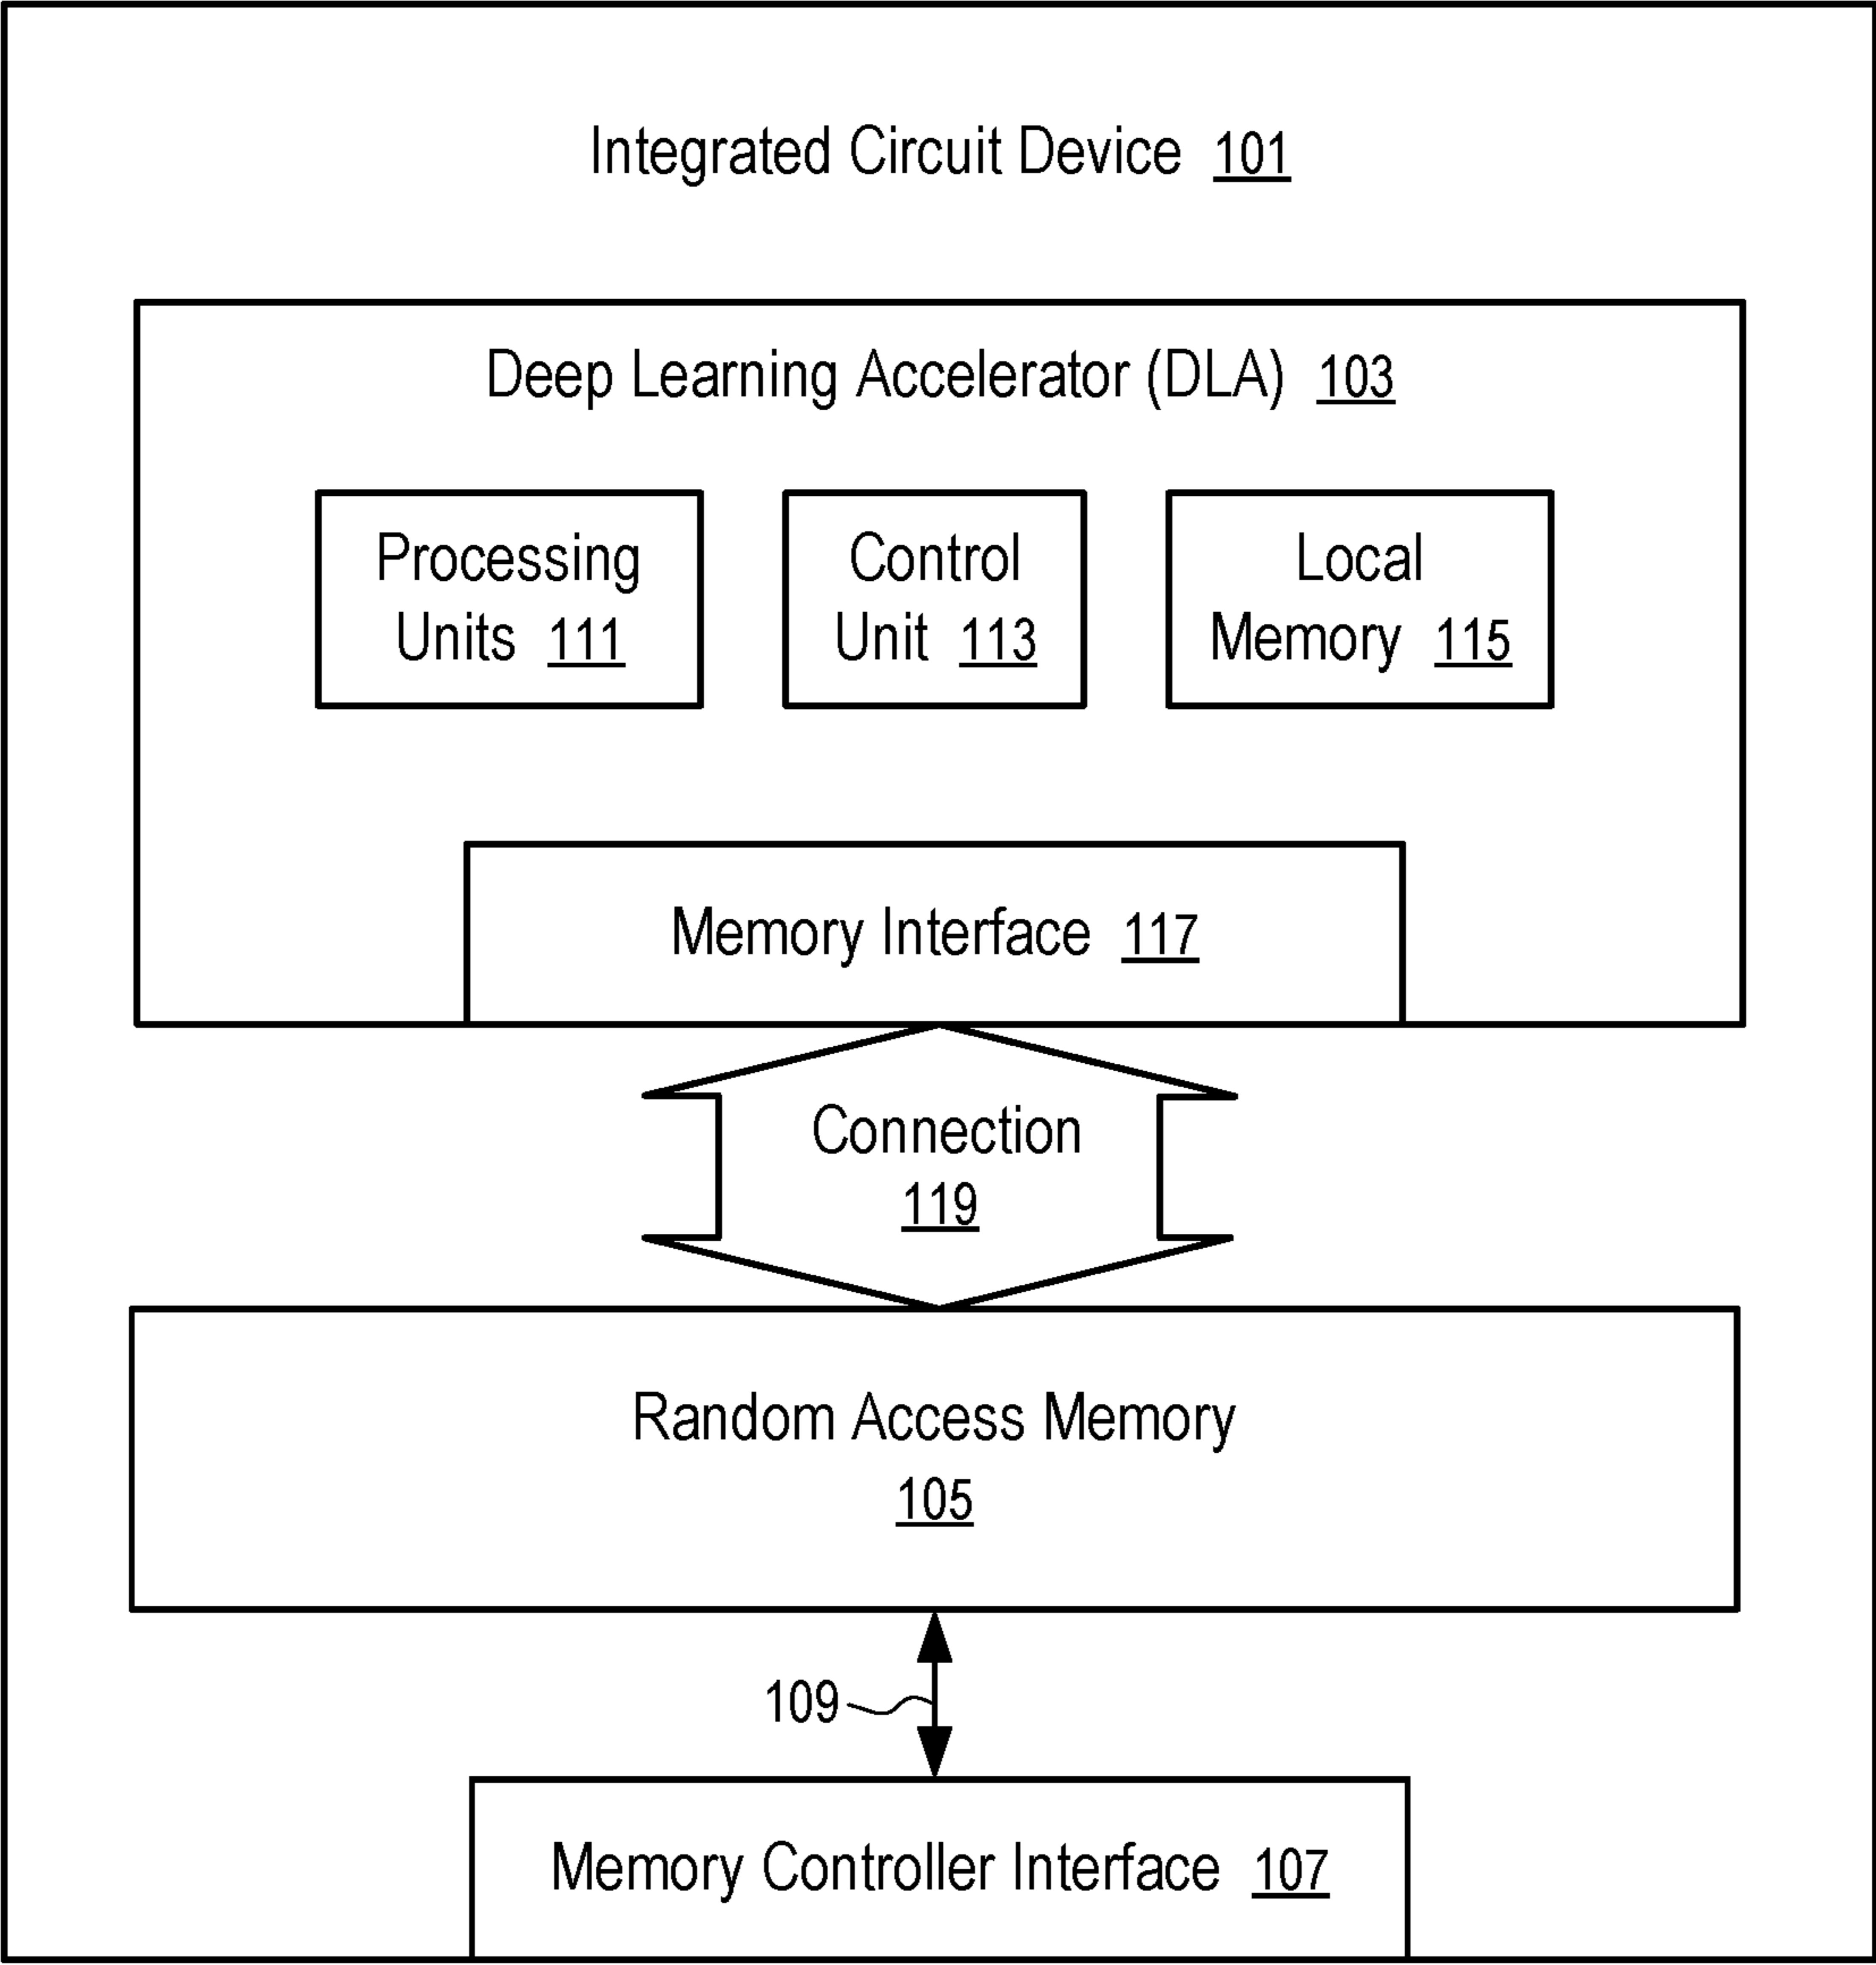 Integrated Circuit Device 101
Deep Learning Accelerator (DLA) 103
Processing
Units 111
Control
Unit 113
Local
Memory 115
Memory Interface 117
Connection
119
Random Access Memory
105
109
Memory Controller Interface 107